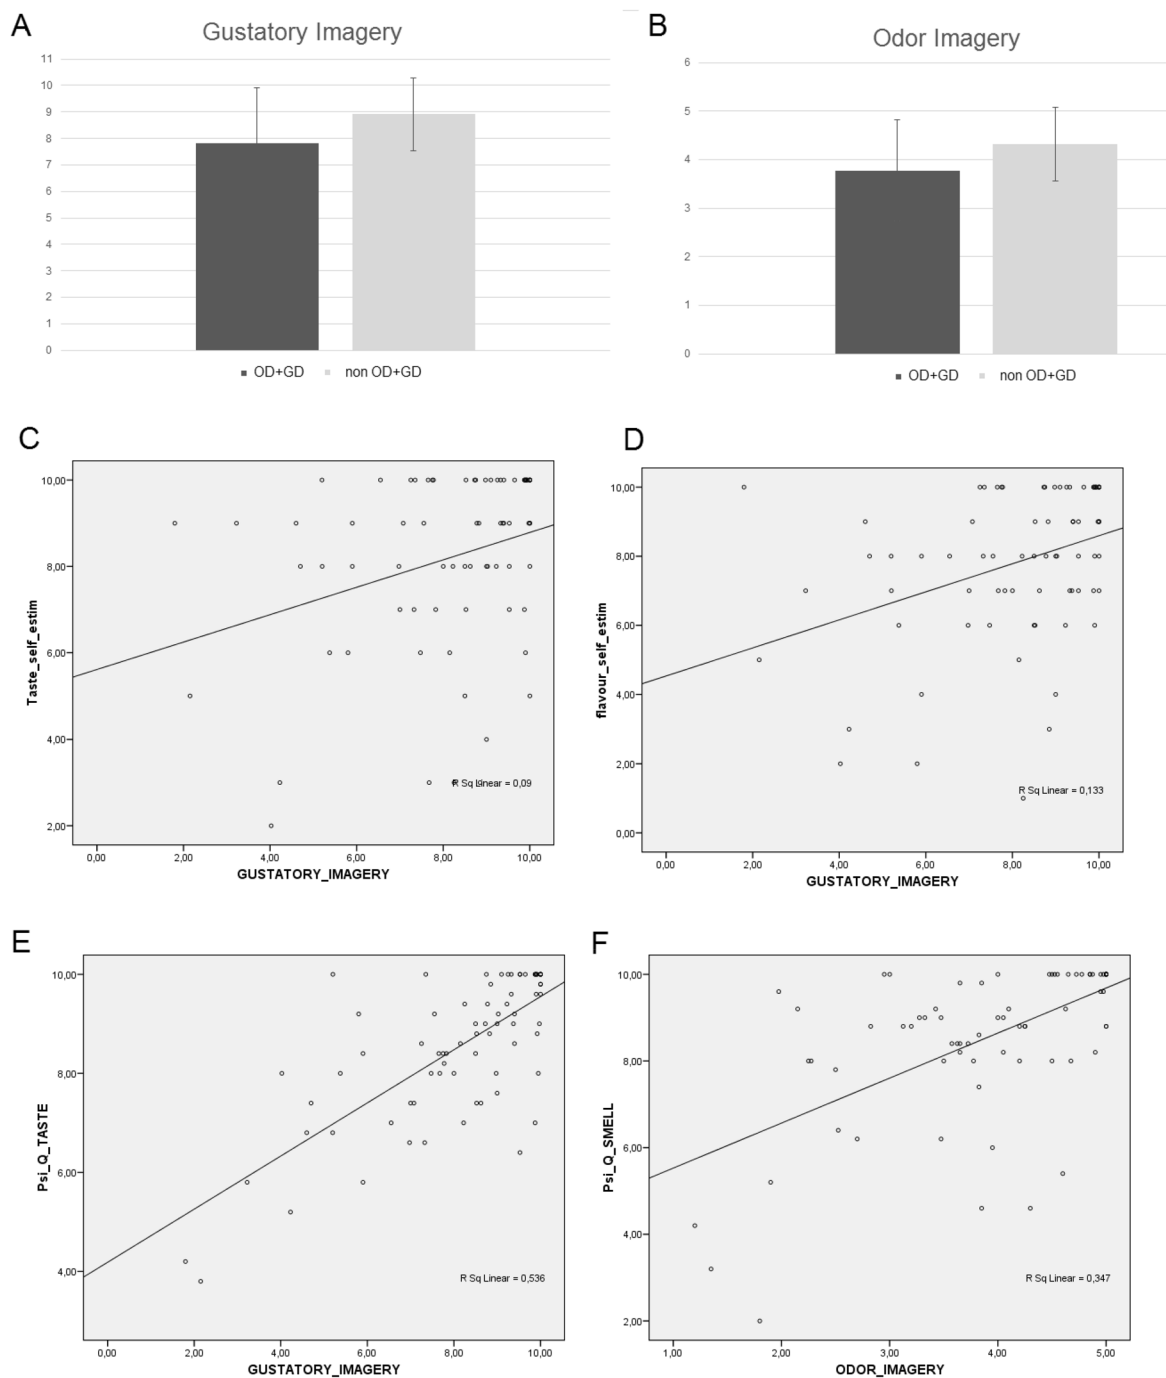 A
Gustatory Imagery
11
10
9
8
7
6
5
4
3
2
1
0
OD+GD non OD+GD
B
Odor Imagery
6
5
4
3
2
1
0
OD+GD non OD+GD
C
Taste_self_estim
10,00
8,00
6,00
4,00
2,00
R Sq Linear = 0,09
0,00 2,00 4,00 6,00 8,00 10,00
GUSTATORY_IMAGERY
D
flavour_self_estim
10,00
8,00
6,00
4,00
2,00
0,00
R Sq Linear = 0,133
0,00 2,00 4,00 6,00 8,00 10,00
GUSTATORY_IMAGERY
E
Psi_Q_TASTE
10,00
8,00
6,00
4,00
R Sq Linear = 0,536
0,00 2,00 4,00 6,00 8,00 10,00
GUSTATORY_IMAGERY
F
Psi_Q_SMELL
10,00
8,00
6,00
4,00
2,00
R Sq Linear = 0,347
1,00 2,00 3,00 4,00 5,00
ODOR_IMAGERY